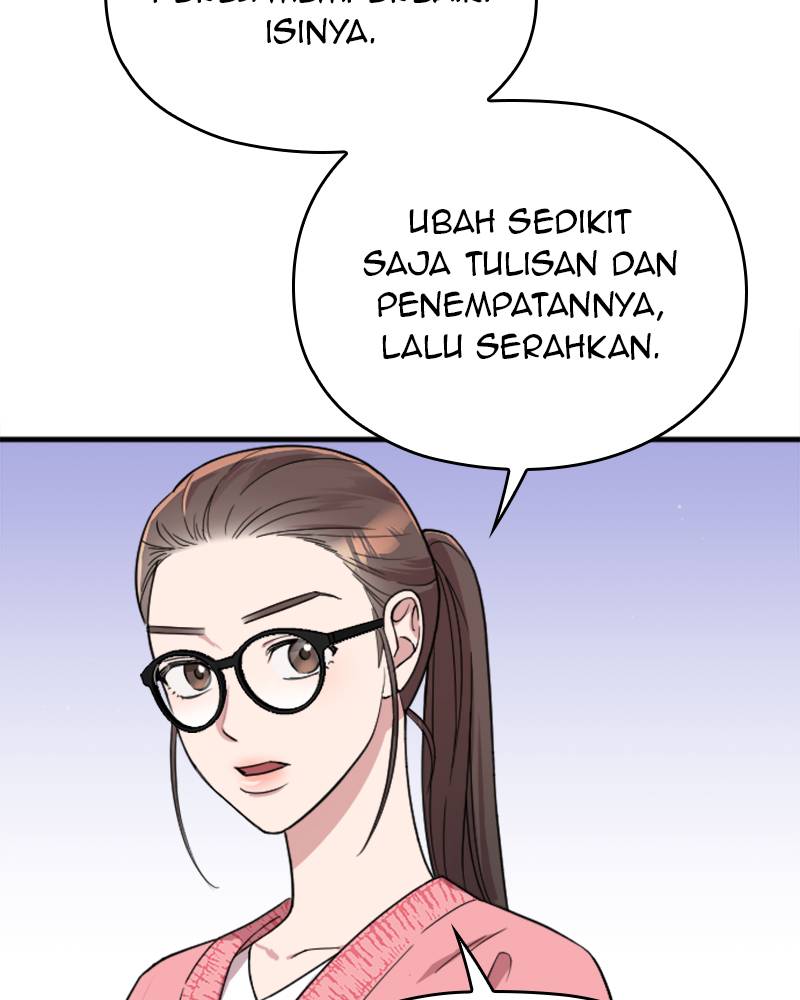 ISINYA.
UBAH SEDIKIT
SAJA TULISAN DAN
PENEMPATANNYA,
LALU SERAHKAN.